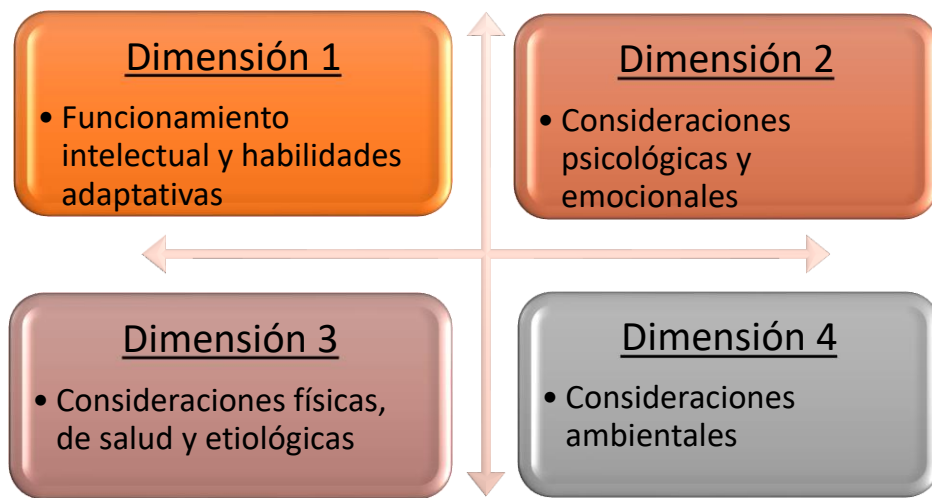 Dimensión 1
• Funcionamiento
intelectual y habilidades
adaptativas
Dimensión 2
• Consideraciones
psicológicas y
emocionales
Dimensión 3
• Consideraciones físicas,
de salud y etiológicas
Dimensión 4
• Consideraciones
ambientales